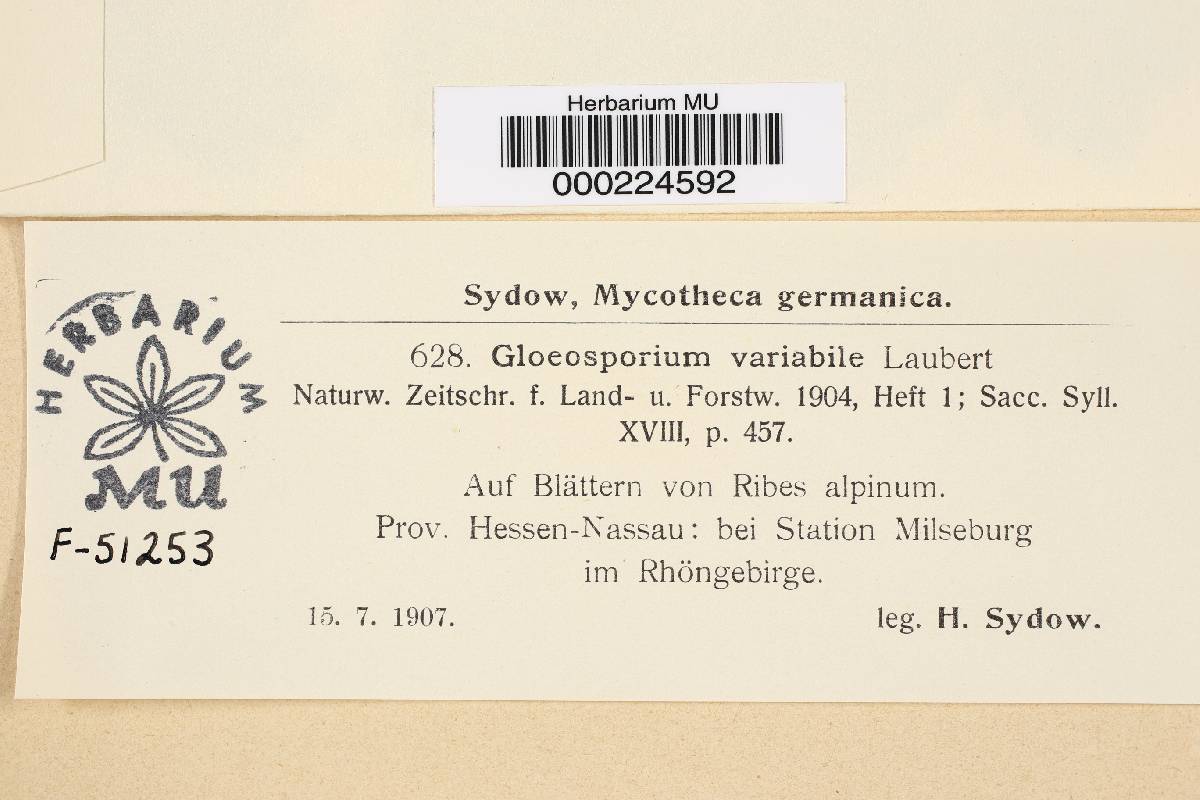 Herbarium MU
000224592
Sydow, Mycotheca germanica.
628. Gloeosporium variabile Laubert
Naturw. Zeitschr. f. Land- u. Forstw. 1904, Heft 1; Sacc. Syll.
XVIII, p. 457.
Auf Blättern von Ribes alpinum.
Prov. Hessen-Nassau: bei Station Milseburg
im Rhöngebirge.
15. 7. 1907. leg. H. Sydow.
HERBARIUM
MU
F-51253